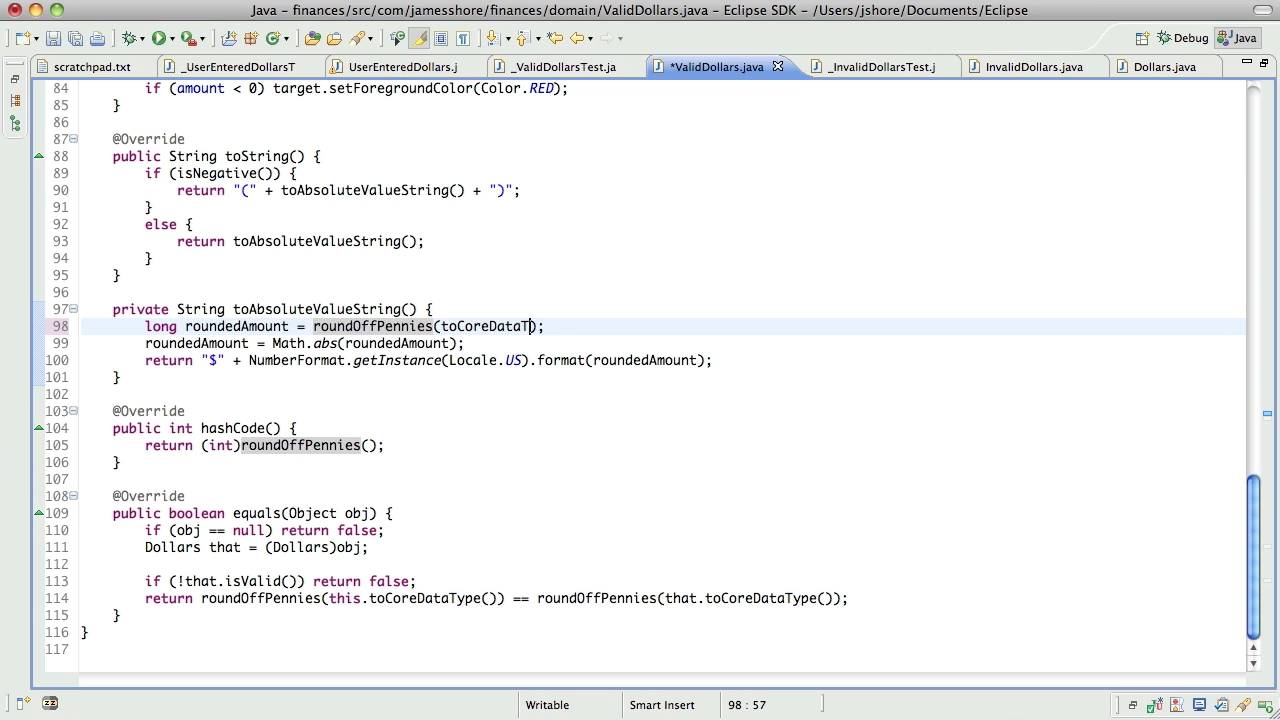 Java - finances/src/com/jamesshore/finances/domain/ValidDollars.java - Eclipse SDK - /Users/jshore/Documents/Eclipse
Debug Java
scratchpad.txt _UserEnteredDollarsT UserEnteredDollars.j _ValidDollarsTest.ja *ValidDollars.java _InvalidDollarsTest.j InvalidDollars.java Dollars.java
84 if (amount < 0) target.setForegroundColor(Color.RED);
85 }
86
87 @Override
88 public String toString() {
89 if (isNegative()) {
90 return "(" + toAbsoluteValueString() + ")";
91 }
92 else {
93 return toAbsoluteValueString();
94 }
95 }
96
97 private String toAbsoluteValueString() {
98 long roundedAmount = roundOffPennies(toCoreDataT);
99 roundedAmount = Math.abs(roundedAmount);
100 return "$" + NumberFormat.getInstance(Locale.US).format(roundedAmount);
101 }
102
103 @Override
104 public int hashCode() {
105 return (int)roundOffPennies();
106 }
107
108 @Override
109 public boolean equals(Object obj) {
110 if (obj == null) return false;
111 Dollars that = (Dollars)obj;
112
113 if (!that.isValid()) return false;
114 return roundOffPennies(this.toCoreDataType()) == roundOffPennies(that.toCoreDataType());
115 }
116 }
117
Writable Smart Insert 98 : 57